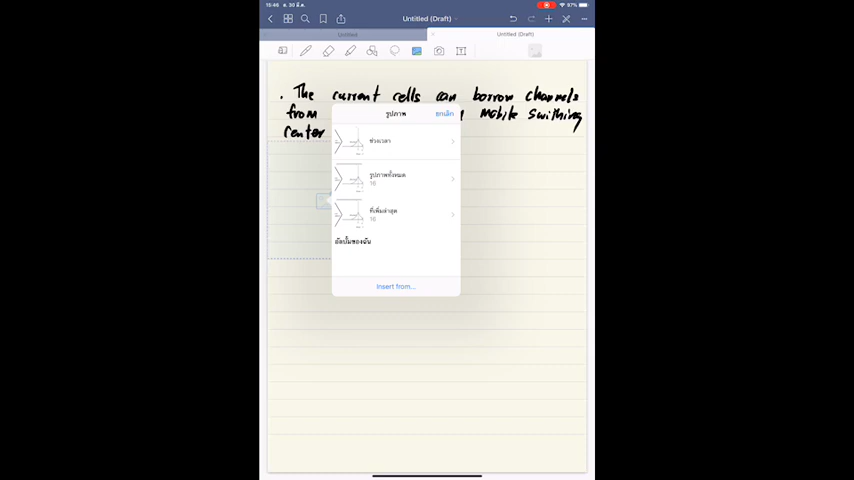 15:46 อ. 30 มี.ค.
97%
Untitled (Draft)
Untitled
Untitled (Draft)
. The current cells can borrow channels
from Mobile Swithing
center
รูปภาพ
ยกเลิก
ช่วงเวลา
รูปภาพทั้งหมด
16
ที่เพิ่มล่าสุด
16
อัลบั้มของฉัน
Insert from...